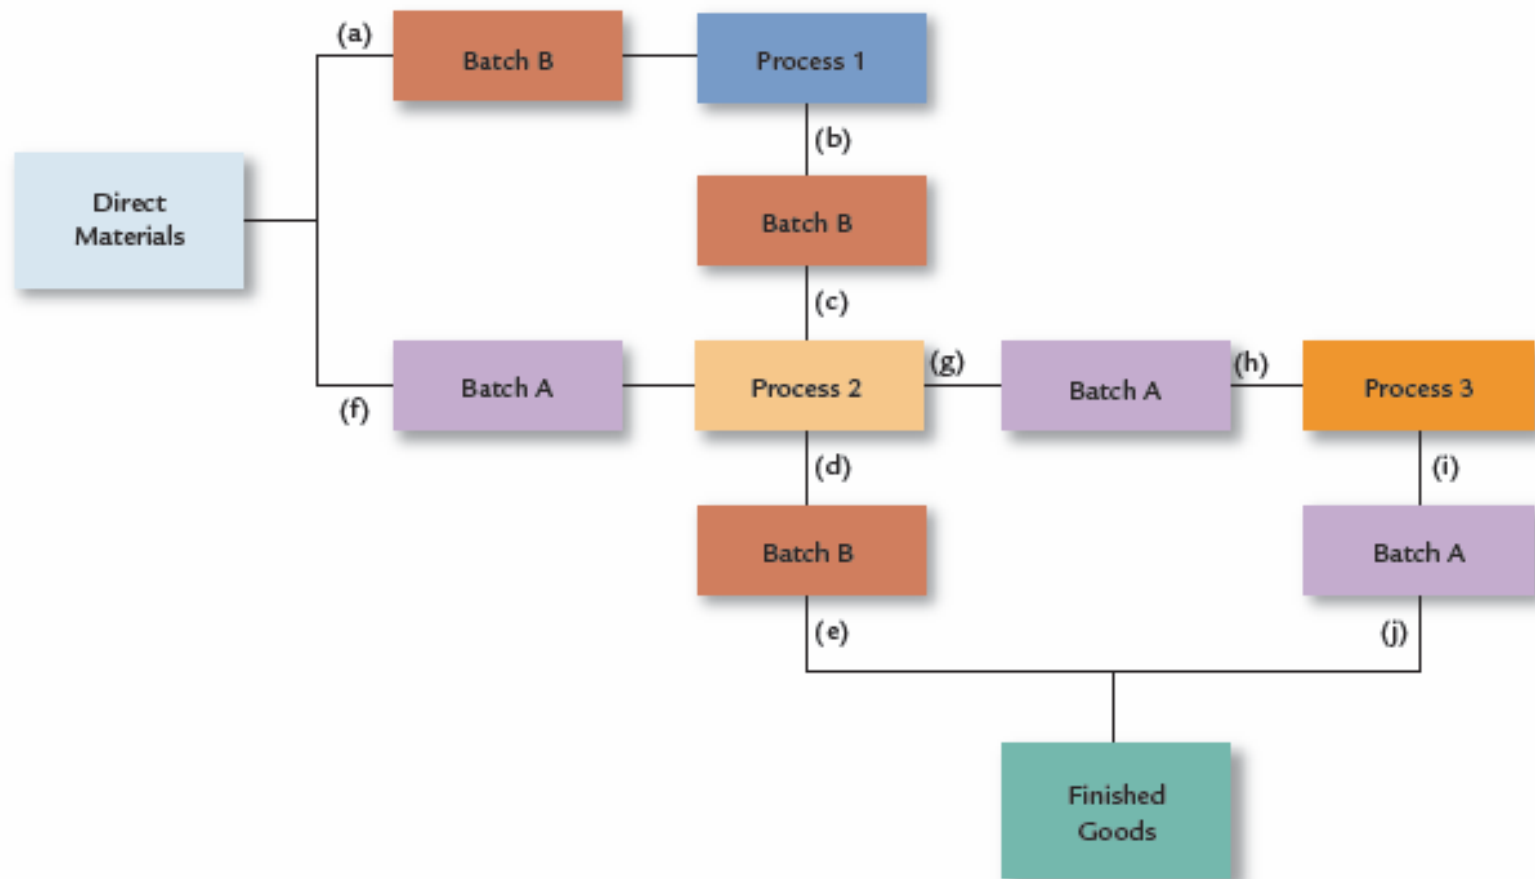 (a)
Batch B
Process 1
(b)
Direct
Materials
Batch B
(c)
Batch A
(f)
Process 2
(g)
Batch A
(h)
Process 3
(d)
(i)
Batch B
Batch A
(e)
(j)
Finished
Goods